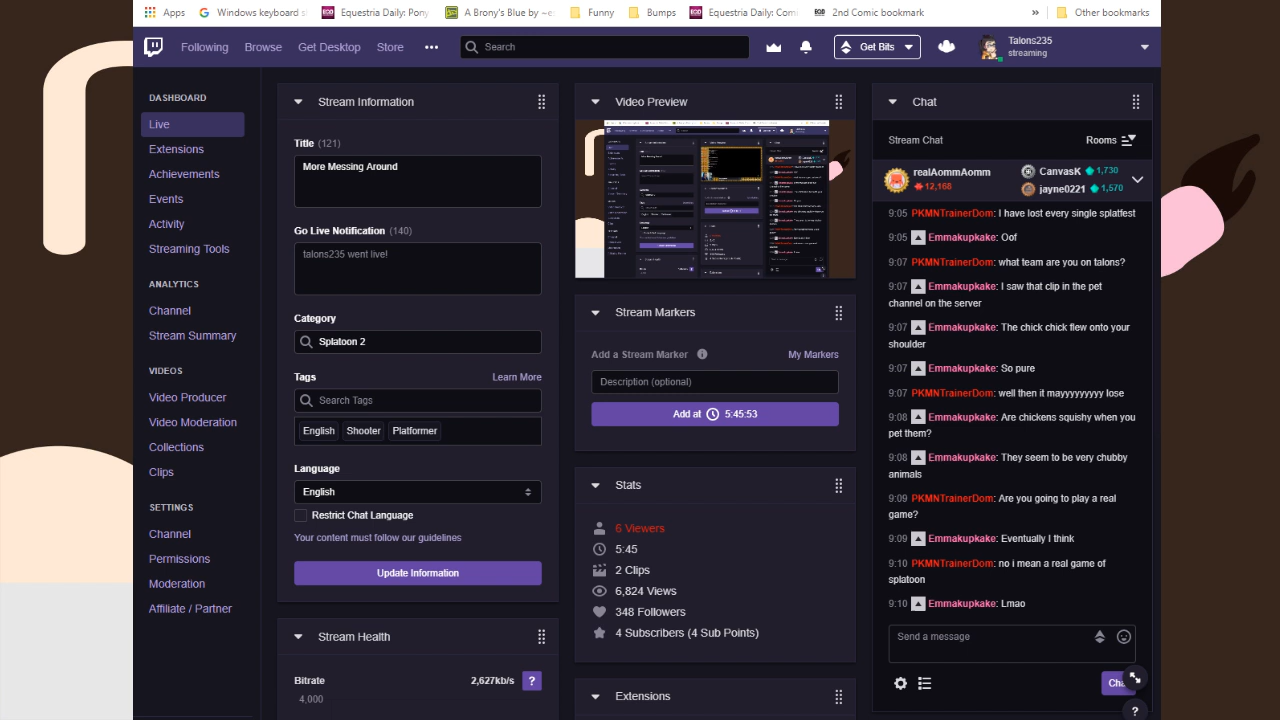 Apps
Windows keyboard s
Equestria Daily: Pony
A Brony's Blue by ~e
Funny
Bumps
Equestria Daily: Com
2nd Comic bookmark
»
Other bookmarks
Following
Browse
Get Desktop
Store
Search
Get Bits
Talons235
streaming
DASHBOARD
Live
Extensions
Achievements
Events
Activity
Streaming Tools
ANALYTICS
Channel
Stream Summary
VIDEOS
Video Producer
Video Moderation
Collections
Clips
SETTINGS
Channel
Permissions
Moderation
Affiliate / Partner
Stream Information
Title (121)
More Messing Around
Go Live Notification (140)
talons235 went live!
Category
Splatoon 2
Tags
Learn More
Search Tags
English
Shooter
Platformer
Language
English
Restrict Chat Language
Your content must follow our guidelines
Update Information
Stream Health
Bitrate
2,627kb/s
?
4,000
Video Preview
Stream Markers
Add a Stream Marker
My Markers
Description (optional)
Add at 5:45:53
Stats
6 Viewers
5:45
2 Clips
6,824 Views
348 Followers
4 Subscribers (4 Sub Points)
Extensions
Chat
Stream Chat
Rooms
realAommAomm
12,168
CanvasK 1,730
jayne0221 1,570
9:05 PKMNTrainerDom: I have lost every single splatfest
9:05 Emmakupkake: Oof
9:07 PKMNTrainerDom: what team are you on talons?
9:07 Emmakupkake: I saw that clip in the pet
channel on the server
9:07 Emmakupkake: The chick chick flew onto your
shoulder
9:07 Emmakupkake: So pure
9:07 PKMNTrainerDom: well then it mayyyyyyyy lose
9:08 Emmakupkake: Are chickens squishy when you
pet them?
9:08 Emmakupkake: They seem to be very chubby
animals
9:09 PKMNTrainerDom: Are you going to play a real
game?
9:09 Emmakupkake: Eventually I think
9:10 PKMNTrainerDom: no i mean a real game of
splatoon
9:10 Emmakupkake: Lmao
Send a message
Cha
?